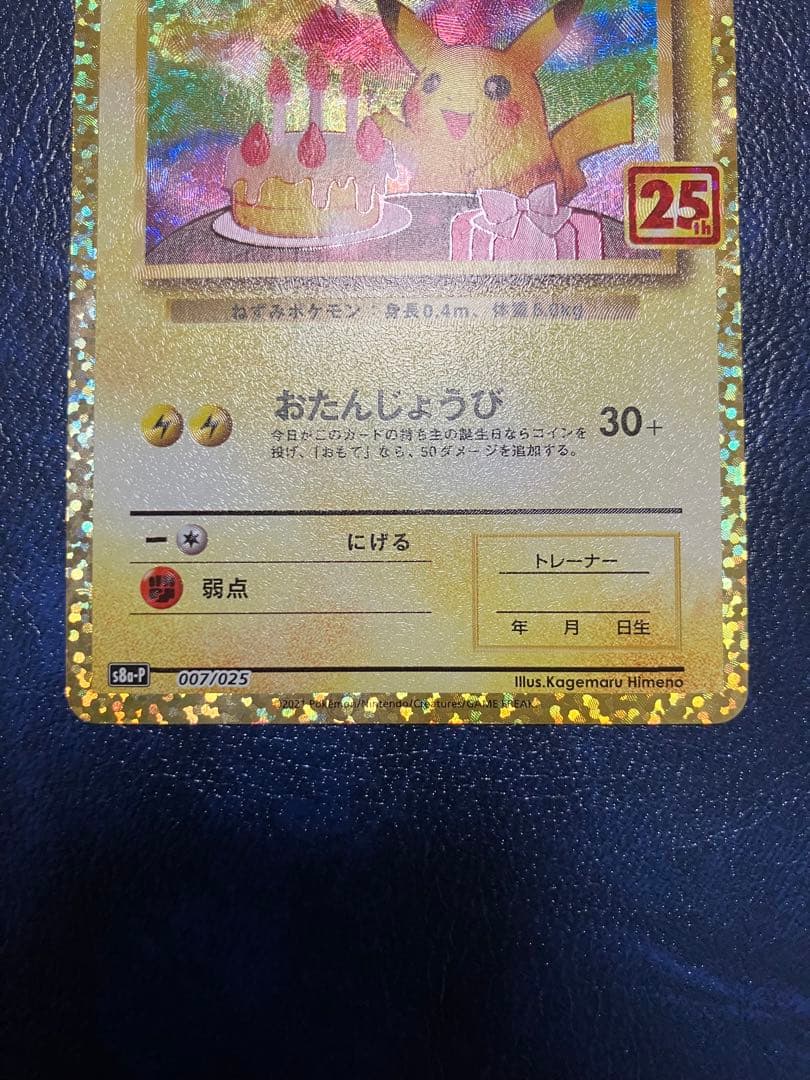 25th
ねずみポケモン：身長0.4m、体重6.0kg
おたんじょうび
30+
今日がこのカードの持ち主の誕生日ならコインを
投げ、「おもて」なら、50ダメージを追加する。
ー にげる
トレーナー
弱点
年 月 日生
s8a-P 007/025
Illus.Kagemaru Himeno
©2021 Pokémon/Nintendo/Creatures/GAME FREAK